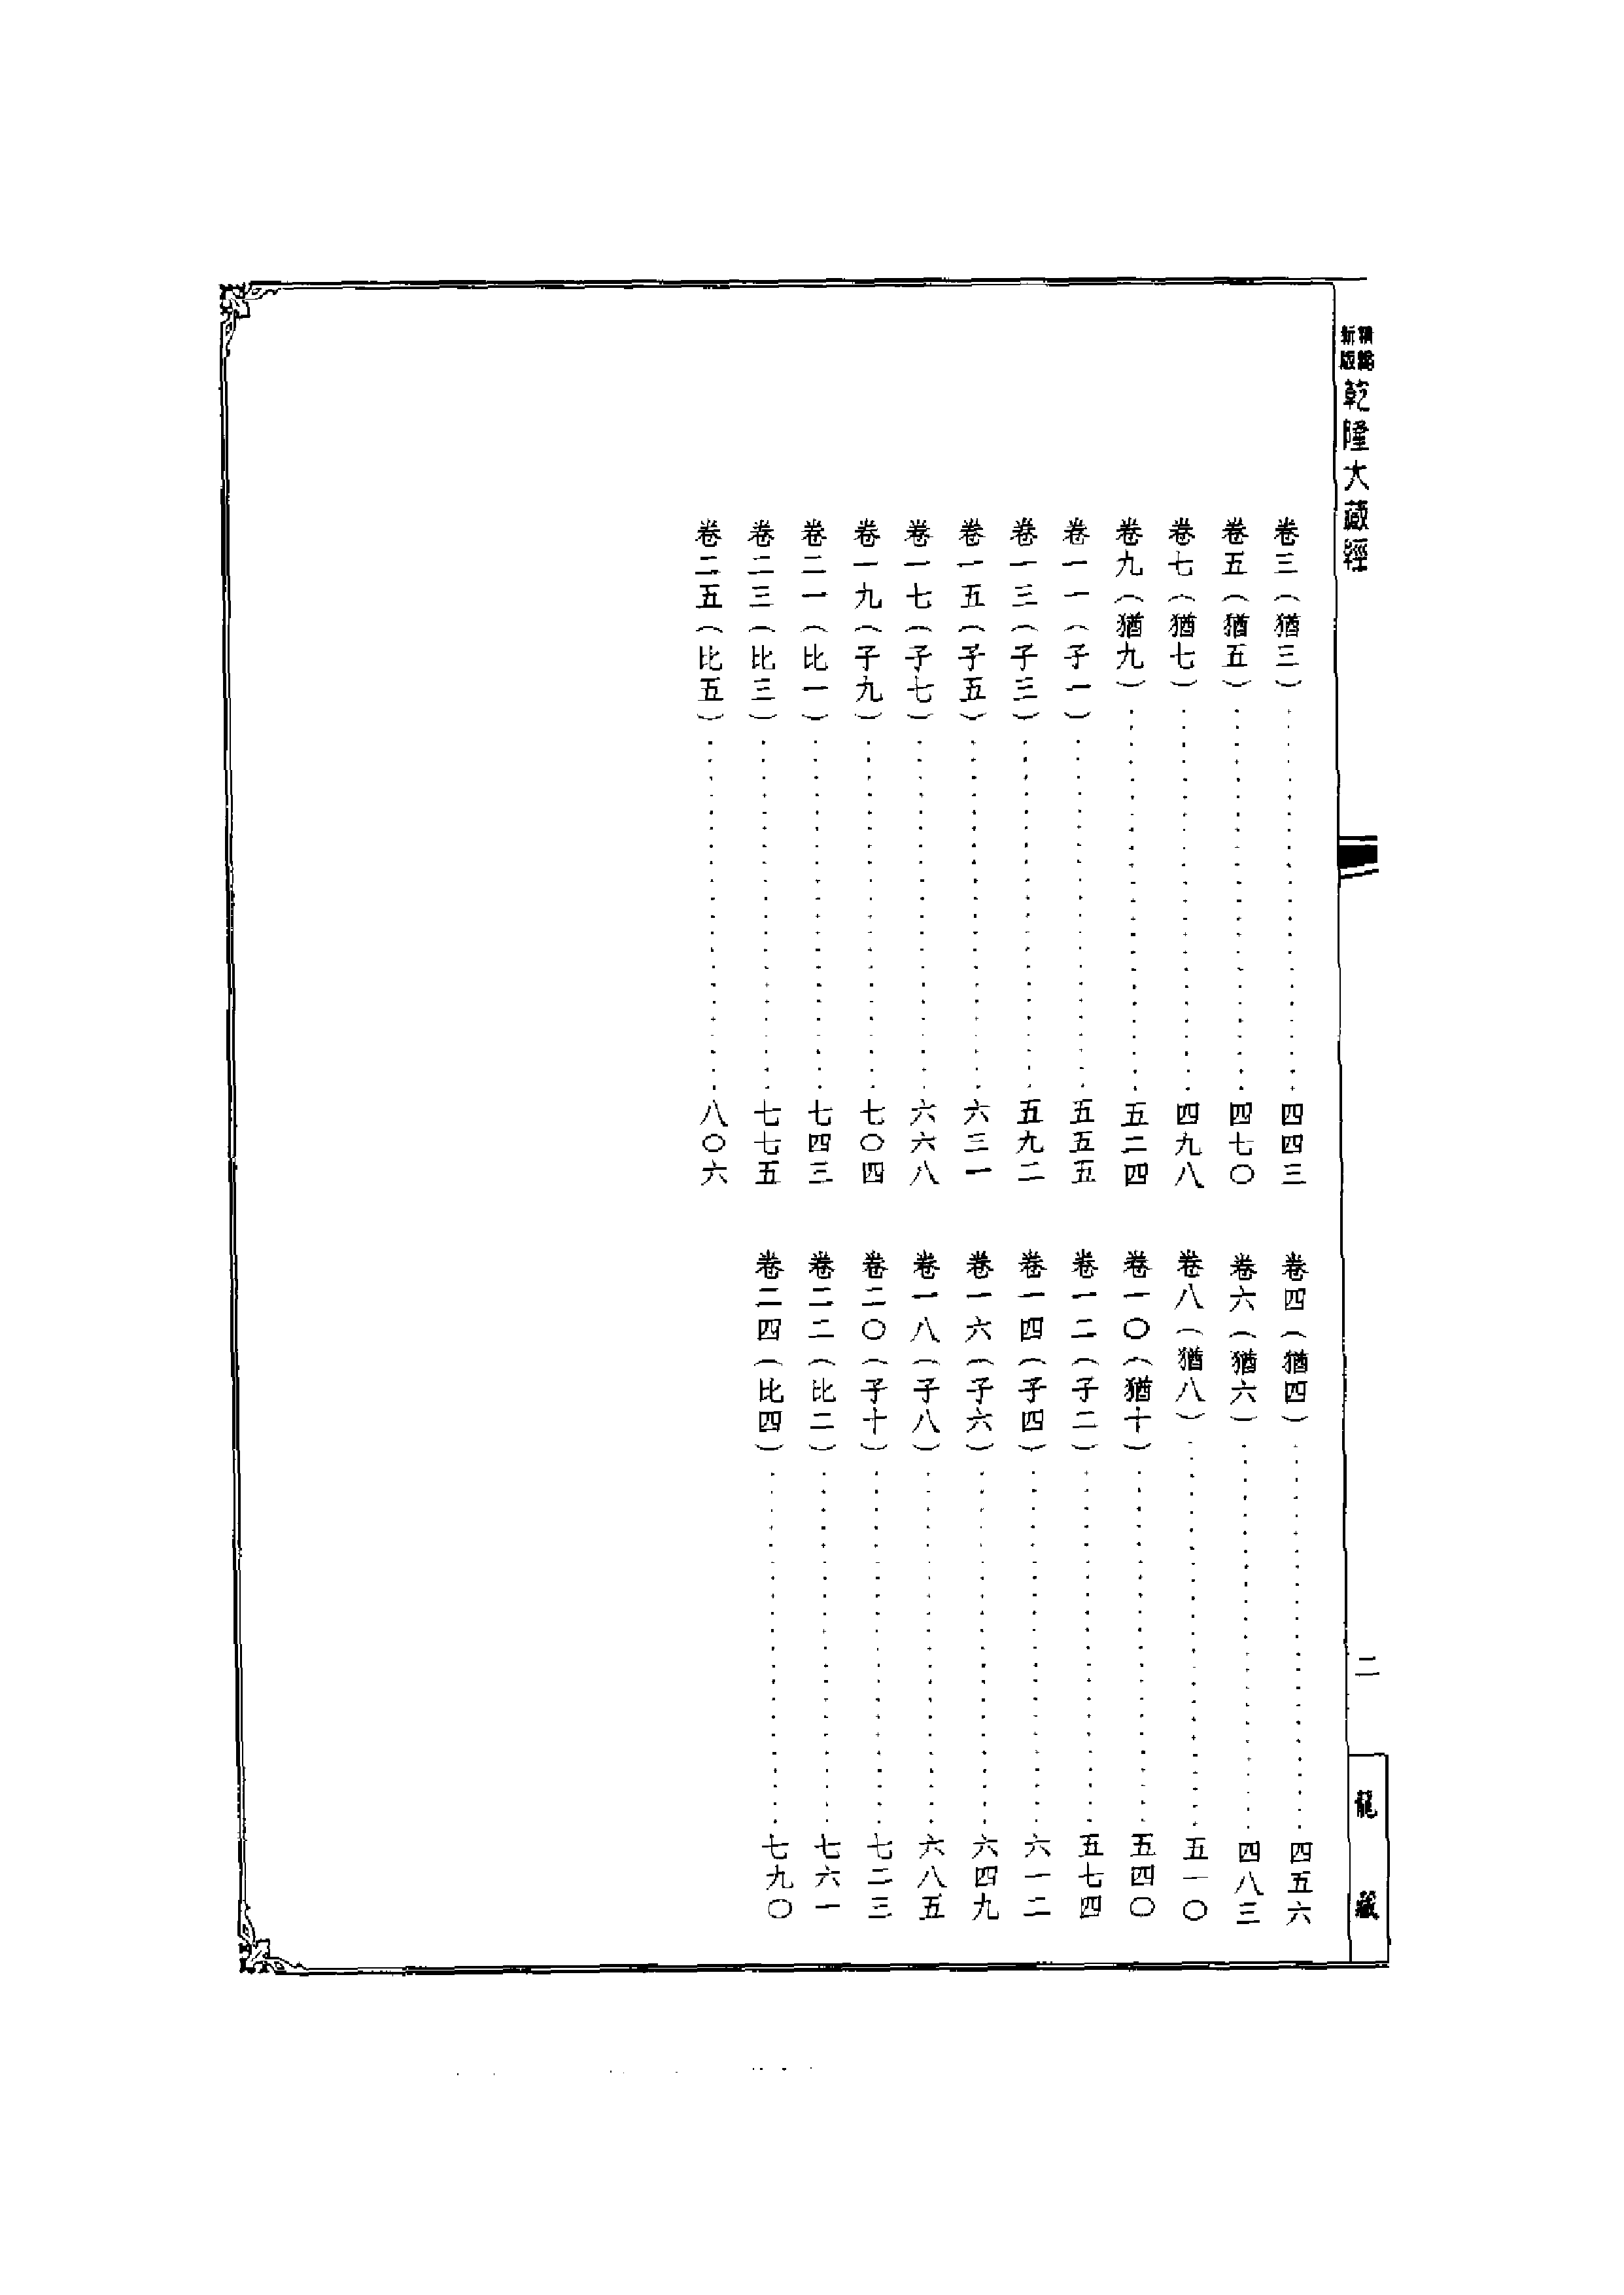 精編
新版
乾隆大藏經
二
龍藏
卷三（猶三）……四四三
卷四（猶四）……四五六
卷五（猶五）……四七〇
卷六（猶六）……四八三
卷七（猶七）……四九八
卷八（猶八）……五一〇
卷九（猶九）……五二四
卷一〇（猶十）……五四〇
卷一一（子一）……五五五
卷一二（子二）……五七四
卷一三（子三）……五九二
卷一四（子四）……六一二
卷一五（子五）……六三一
卷一六（子六）……六四九
卷一七（子七）……六六八
卷一八（子八）……六八五
卷一九（子九）……七〇四
卷二〇（子十）……七二三
卷二一（比一）……七四三
卷二二（比二）……七六一
卷二三（比三）……七七五
卷二四（比四）……七九〇
卷二五（比五）……八〇六